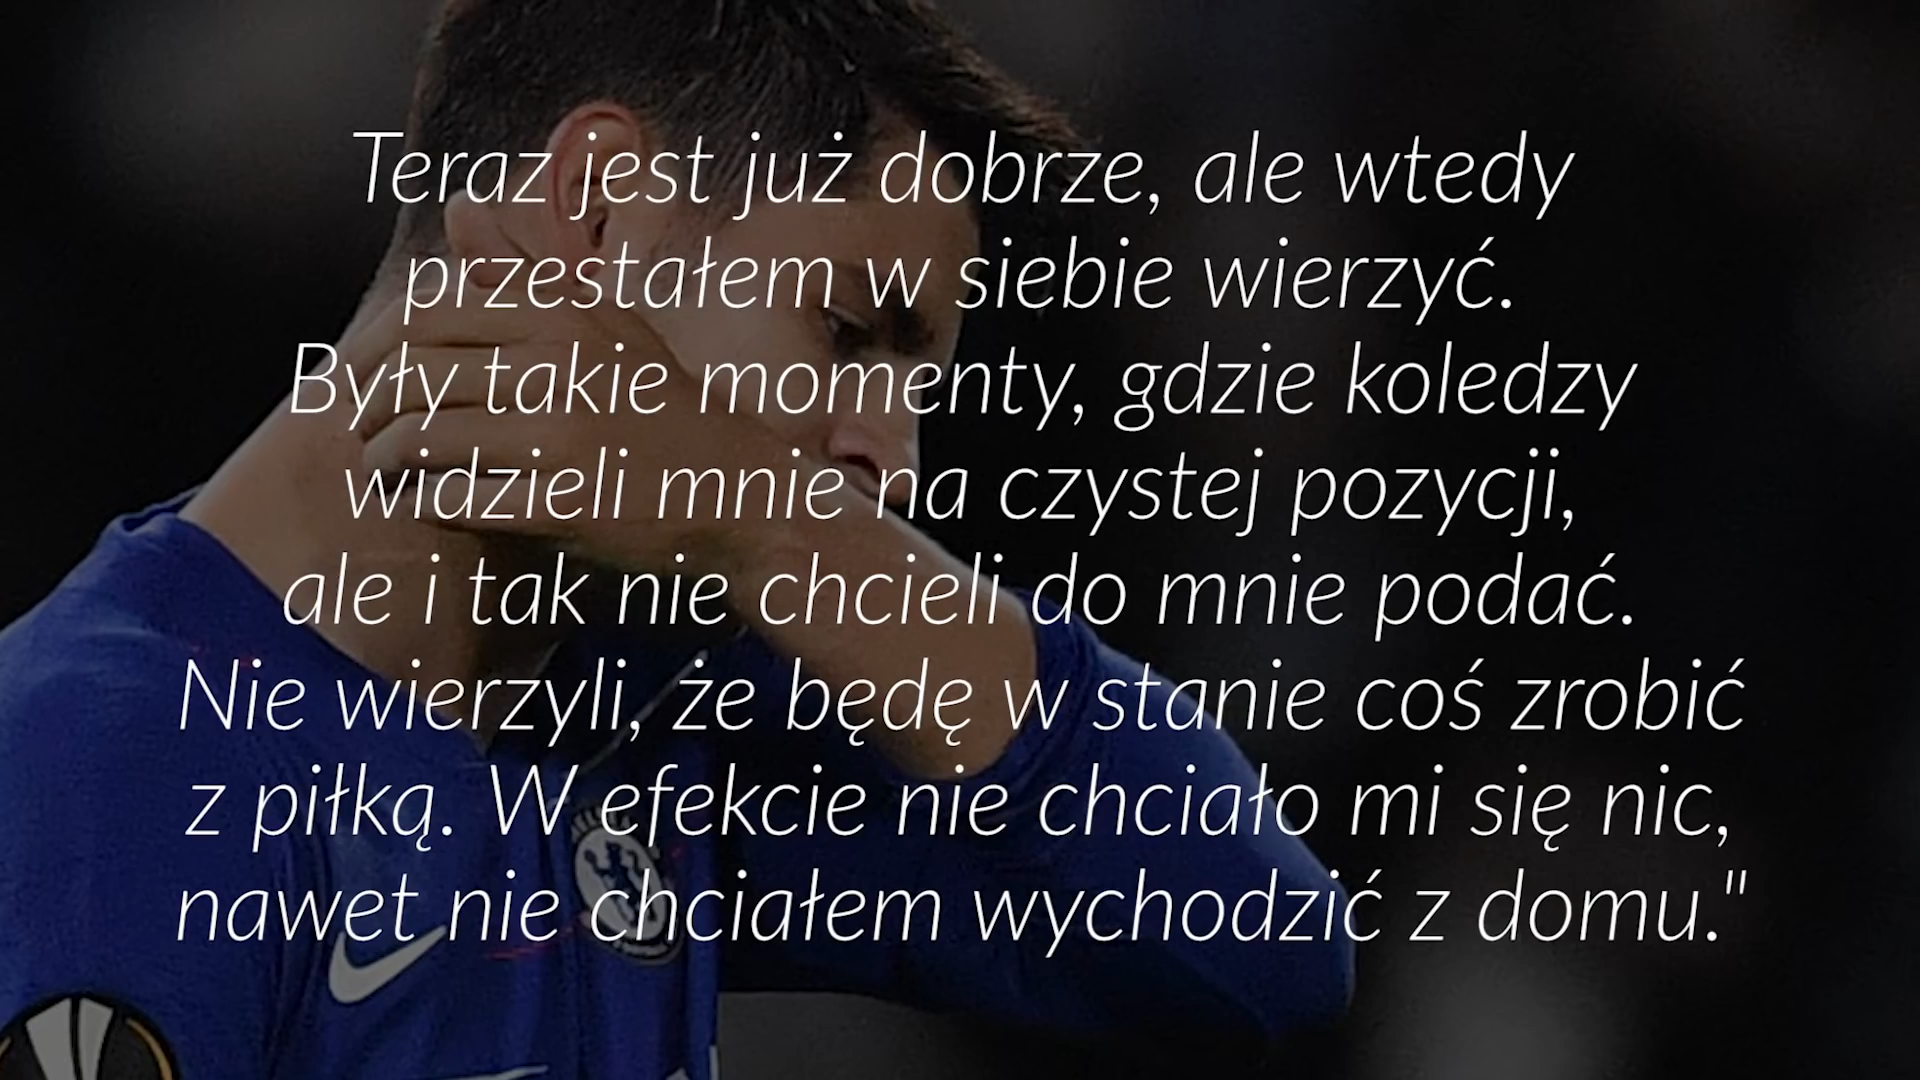 Teraz jest już dobrze, ale wtedy
przestałem w siebie wierzyć.
Były takie momenty, gdzie koledzy
widzieli mnie na czystej pozycji,
ale i tak nie chcieli do mnie podać.
Nie wierzyli, że będę w stanie coś zrobić
z piłką. W efekcie nie chciało mi się nic,
nawet nie chciałem wychodzić z domu."